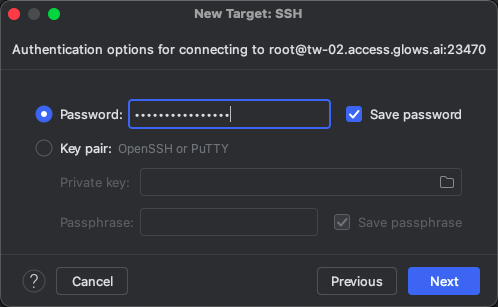 New Target: SSH
Authentication options for connecting to root@tw-02.access.glows.ai:23470
Password: •••••••••••••••• Save password
Key pair: OpenSSH or PuTTY
Private key:
Passphrase: Save passphrase
? Cancel Previous Next